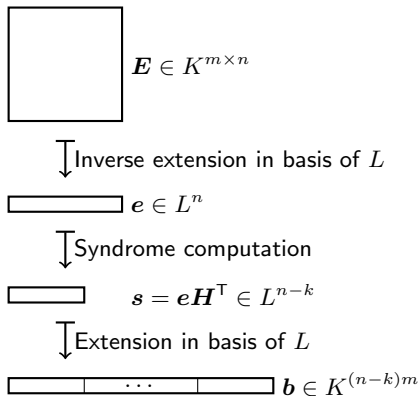 E ∈ K^{m×n}
Inverse extension in basis of L
e ∈ L^n
Syndrome computation
s = eH^T ∈ L^{n−k}
Extension in basis of L
⋯ b ∈ K^{(n−k)m}